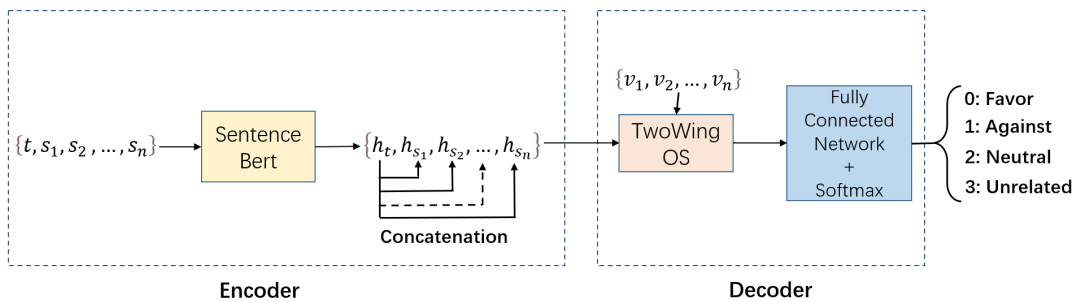 {t, s₁, s₂ , … , sₙ}
Sentence
Bert
{hₜ, hₛ₁, hₛ₂, …, hₛₙ}
Concatenation
Encoder
{v₁, v₂, … , vₙ}
TwoWing
OS
Fully
Connected
Network
+
Softmax
Decoder
0: Favor
1: Against
2: Neutral
3: Unrelated